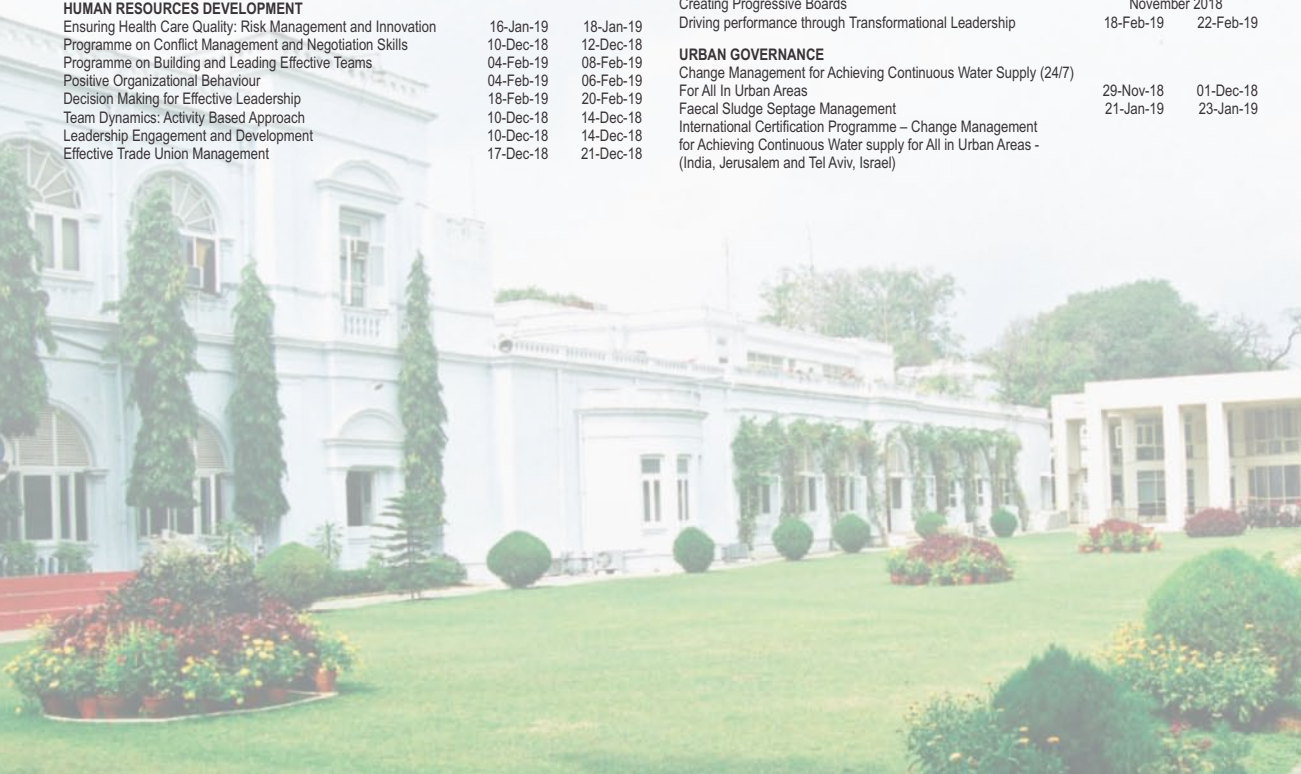 HUMAN RESOURCES DEVELOPMENT
Ensuring Health Care Quality: Risk Management and Innovation 16-Jan-19 18-Jan-19
Programme on Conflict Management and Negotiation Skills 10-Dec-18 12-Dec-18
Programme on Building and Leading Effective Teams 04-Feb-19 08-Feb-19
Positive Organizational Behaviour 04-Feb-19 06-Feb-19
Decision Making for Effective Leadership 18-Feb-19 20-Feb-19
Team Dynamics: Activity Based Approach 10-Dec-18 14-Dec-18
Leadership Engagement and Development 10-Dec-18 14-Dec-18
Effective Trade Union Management 17-Dec-18 21-Dec-18
Creating Progressive Boards November 2018
Driving performance through Transformational Leadership 18-Feb-19 22-Feb-19
URBAN GOVERNANCE
Change Management for Achieving Continuous Water Supply (24/7)
For All In Urban Areas 29-Nov-18 01-Dec-18
Faecal Sludge Septage Management 21-Jan-19 23-Jan-19
International Certification Programme – Change Management
for Achieving Continuous Water supply for All in Urban Areas -
(India, Jerusalem and Tel Aviv, Israel)